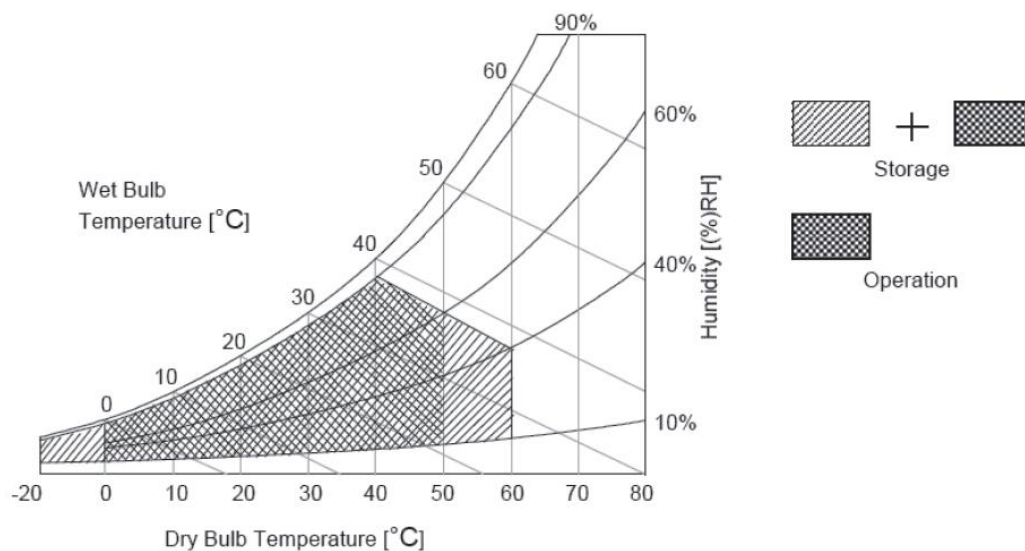 90%
60
60%
50
Wet Bulb
Temperature [°C]
40
40%
30
20
10
0
10%
Humidity [(%)RH]
-20 0 10 20 30 40 50 60 70 80
Dry Bulb Temperature [°C]
+
Storage
Operation